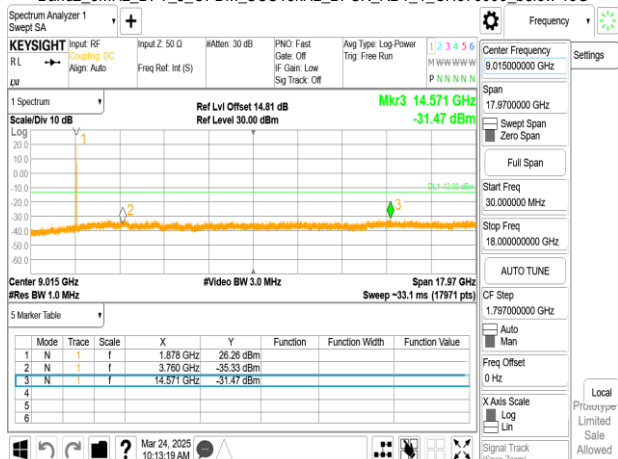 Spectrum Analyzer 1
Swept SA
+
Frequency
KEYSIGHT
RL
Input: RF
Coupling: DC
Align: Auto
Input Z: 50 Ω
Freq Ref: Int (S)
#Atten: 30 dB
PNO: Fast
Gate: Off
IF Gain: Low
Sig Track: Off
Avg Type: Log-Power
Trig: Free Run
1 2 3 4 5 6
M W W W W W
P N N N N N
1 Spectrum
Scale/Div 10 dB
Log
Ref Lvl Offset 14.81 dB
Ref Level 30.00 dBm
Mkr3 14.571 GHz
-31.47 dBm
20.0
10.0
0.00
-10.0
-20.0
-30.0
-40.0
-50.0
-60.0
1
2
3
DL1 -13.00 dBm
Center 9.015 GHz
#Res BW 1.0 MHz
#Video BW 3.0 MHz
Span 17.97 GHz
Sweep ~33.1 ms (17971 pts)
5 Marker Table
Mode Trace Scale X Y Function Function Width Function Value
1 N 1 f 1.878 GHz 26.26 dBm
2 N 1 f 3.760 GHz -35.33 dBm
3 N 1 f 14.571 GHz -31.47 dBm
4
5
6
Mar 24, 2025
10:13:19 AM
?
Center Frequency
9.015000000 GHz
Settings
Span
17.9700000 GHz
Swept Span
Zero Span
Full Span
Start Freq
30.000000 MHz
Stop Freq
18.000000000 GHz
AUTO TUNE
CF Step
1.797000000 GHz
Auto
Man
Freq Offset
0 Hz
X Axis Scale
Log
Lin
Signal Track
Local
Prototype
Limited
Sale
Allowed